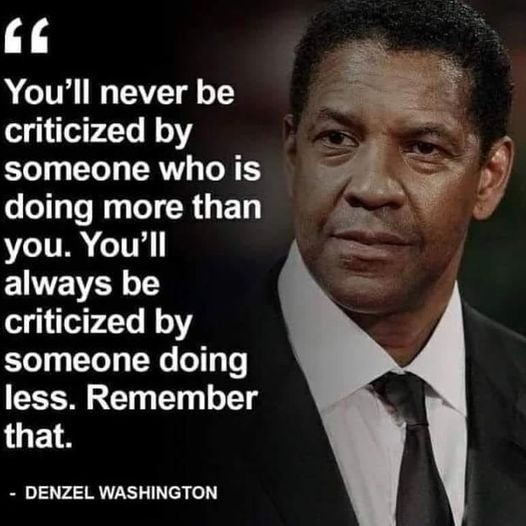 “
You’ll never be
criticized by
someone who is
doing more than
you. You’ll
always be
criticized by
someone doing
less. Remember
that.
- DENZEL WASHINGTON